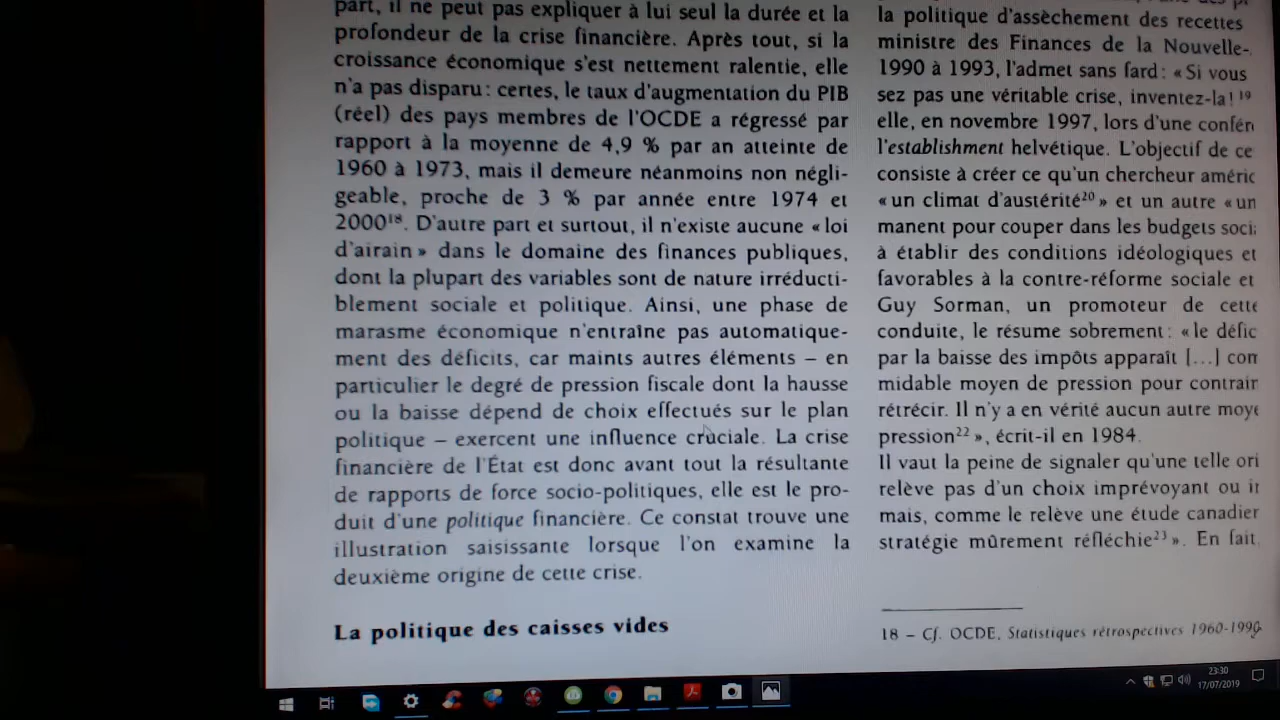 part, il ne peut pas expliquer à lui seul la durée et la
profondeur de la crise financière. Après tout, si la
croissance économique s'est nettement ralentie, elle
n'a pas disparu : certes, le taux d'augmentation du PIB
(réel) des pays membres de l'OCDE a régressé par
rapport à la moyenne de 4,9 % par an atteinte de
1960 à 1973, mais il demeure néanmoins non négli-
geable, proche de 3 % par année entre 1974 et
2000¹⁸. D'autre part et surtout, il n'existe aucune « loi
d'airain » dans le domaine des finances publiques,
dont la plupart des variables sont de nature irréducti-
blement sociale et politique. Ainsi, une phase de
marasme économique n'entraîne pas automatique-
ment des déficits, car maints autres éléments – en
particulier le degré de pression fiscale dont la hausse
ou la baisse dépend de choix effectués sur le plan
politique – exercent une influence cruciale. La crise
financière de l'État est donc avant tout la résultante
de rapports de force socio-politiques, elle est le pro-
duit d'une politique financière. Ce constat trouve une
illustration saisissante lorsque l'on examine la
deuxième origine de cette crise.
La politique des caisses vides
la politique d'assèchement des recettes
ministre des Finances de la Nouvelle-
1990 à 1993, l'admet sans fard : « Si vous
sez pas une véritable crise, inventez-la ! ¹⁹
elle, en novembre 1997, lors d'une confér
l'establishment helvétique. L'objectif de ce
consiste à créer ce qu'un chercheur améric
« un climat d'austérité²⁰ » et un autre « un
manent pour couper dans les budgets soci
à établir des conditions idéologiques et
favorables à la contre-réforme sociale et
Guy Sorman, un promoteur de cette
conduite, le résume sobrement : « le défic
par la baisse des impôts apparaît [...] com
midable moyen de pression pour contrair
rétrécir. Il n'y a en vérité aucun autre moye
pression²² », écrit-il en 1984.
Il vaut la peine de signaler qu'une telle ori
relève pas d'un choix imprévoyant ou ir
mais, comme le relève une étude canadier
stratégie mûrement réfléchie²³ ». En fait,
18 – Cf. OCDE, Statistiques rétrospectives 1960-1990
23:30
17/07/2019